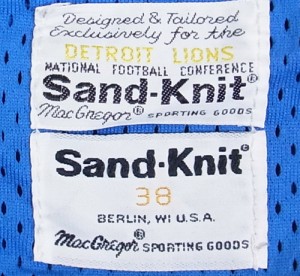 Designed & Tailored
Exclusively for the
DETROIT LIONS
NATIONAL FOOTBALL CONFERENCE
Sand-Knit®
MacGregor® SPORTING GOODS
Sand-Knit®
38
BERLIN, WI U.S.A.
MacGregor® SPORTING GOODS